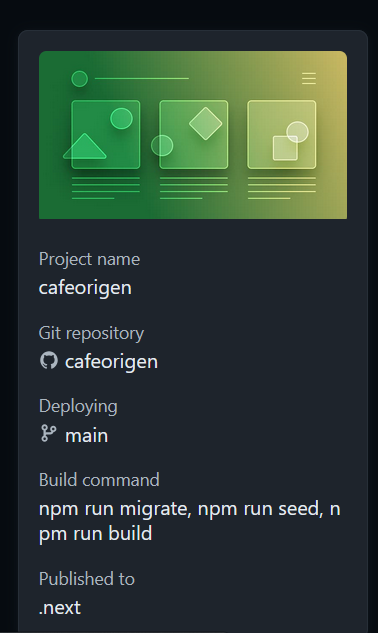 Project name
cafeorigen
Git repository
cafeorigen
Deploying
main
Build command
npm run migrate, npm run seed, n
pm run build
Published to
.next